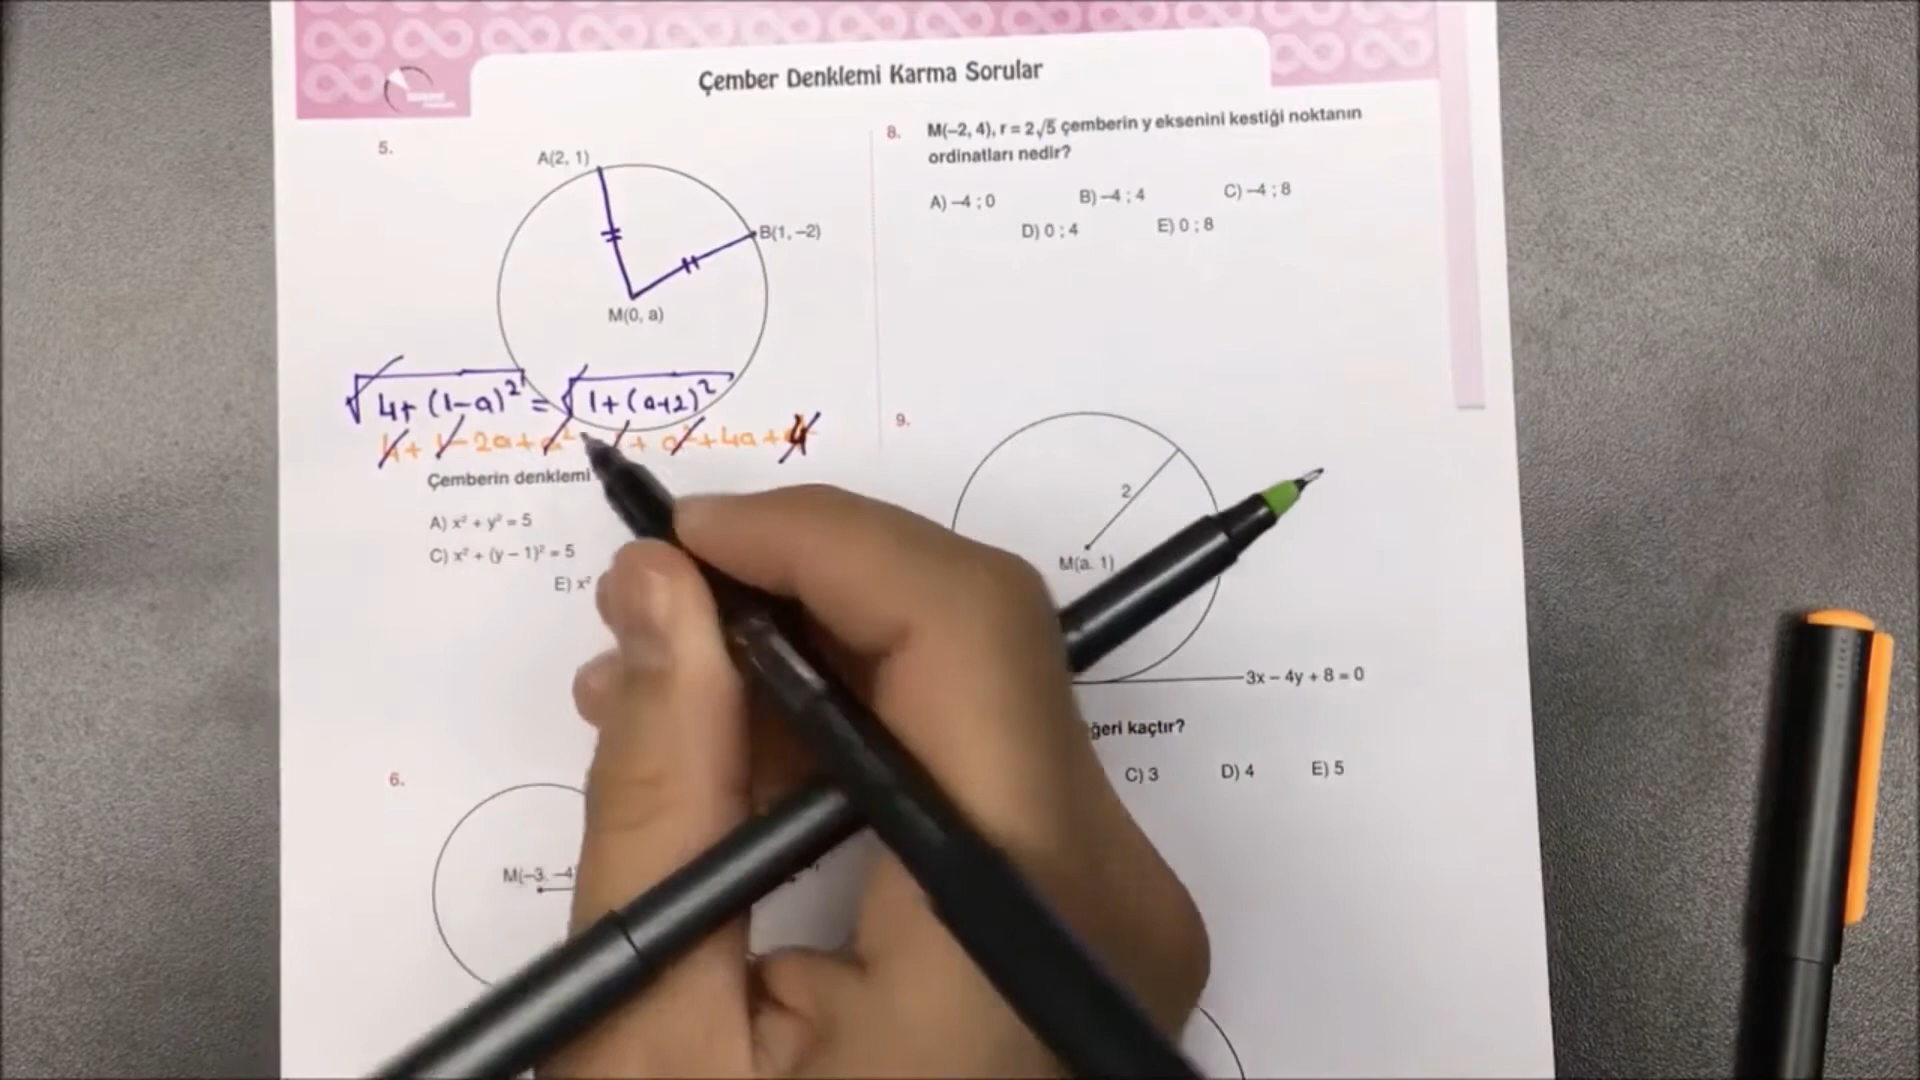 Çember Denklemi Karma Sorular
5.
A(2, 1)
B(1, –2)
M(0, a)
√4+(1-a)² = √1+(a+2)²
4+1-2a+a² 1+a²+4a+4
Çemberin denklemi
A) x² + y² = 5
C) x² + (y – 1)² = 5
E) x²
6.
M(–3, –4
8. M(–2, 4), r = 2√5 çemberin y eksenini kestiği noktanın
ordinatları nedir?
A) –4 ; 0 B) –4 ; 4 C) –4 ; 8
D) 0 ; 4 E) 0 ; 8
9.
2
M(a, 1)
3x – 4y + 8 = 0
ğeri kaçtır?
C) 3 D) 4 E) 5